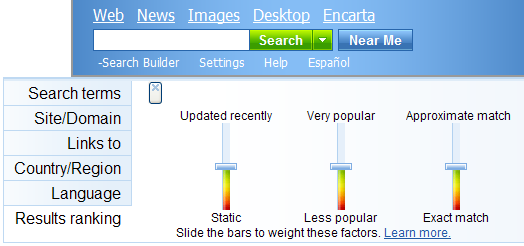 Web News Images Desktop Encarta
Search Near Me
-Search Builder Settings Help Español
Search terms
Site/Domain
Links to
Country/Region
Language
Results ranking
Updated recently Very popular Approximate match
Static Less popular Exact match
Slide the bars to weight these factors. Learn more.